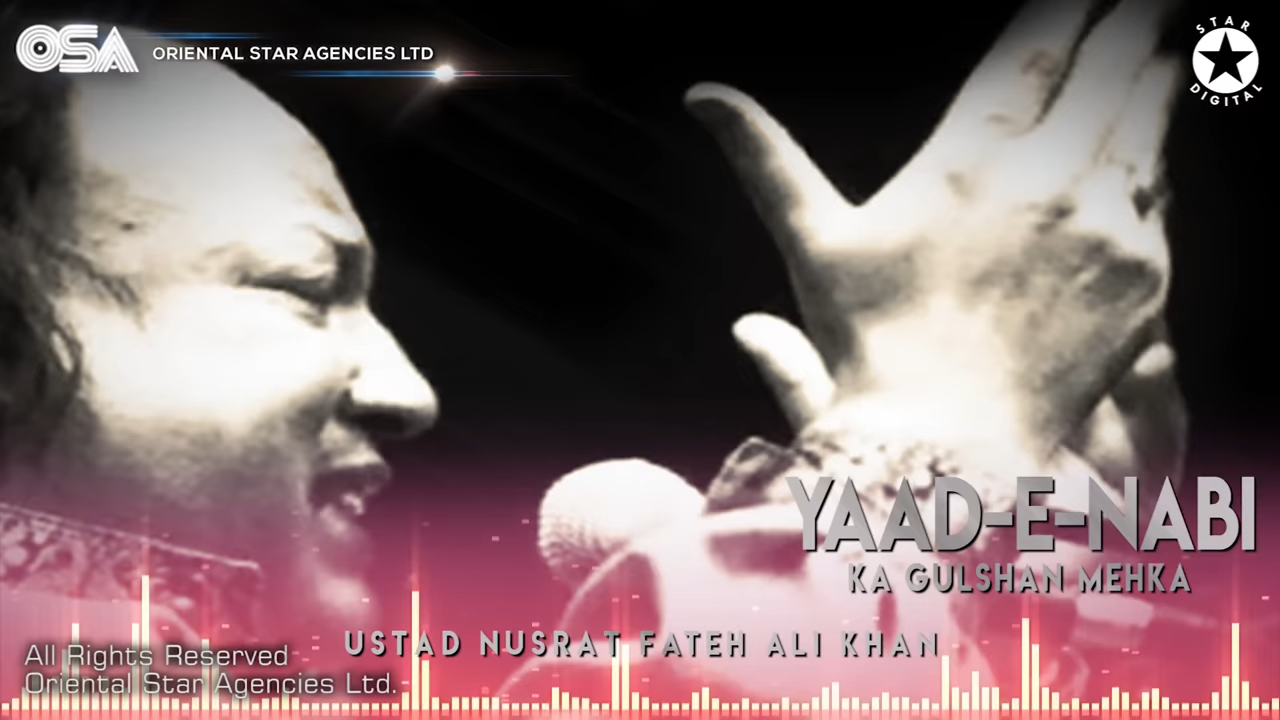 OSA ORIENTAL STAR AGENCIES LTD
STAR
DIGITAL
YAAD-E-NABI
KA GULSHAN MEHKA
USTAD NUSRAT FATEH ALI KHAN
All Rights Reserved
Oriental Star Agencies Ltd.